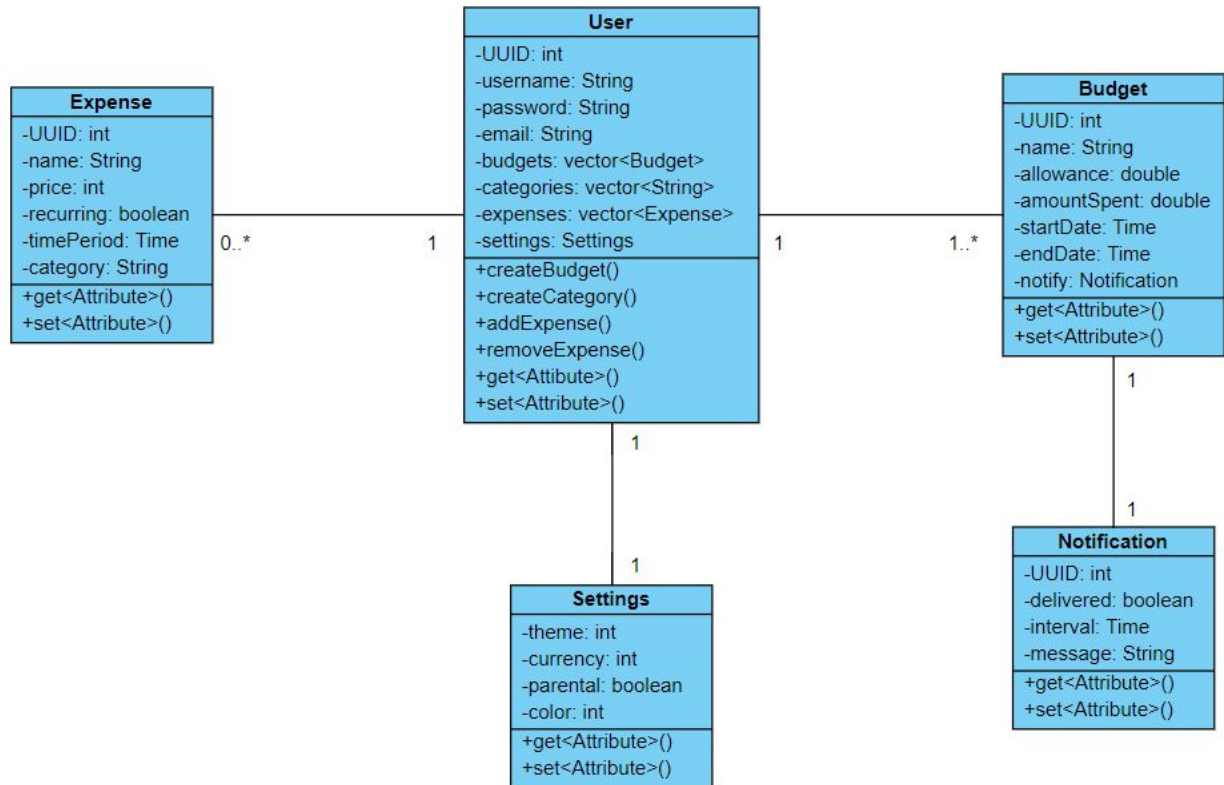 User
-UUID: int
-username: String
-password: String
-email: String
-budgets: vector<Budget>
-categories: vector<String>
-expenses: vector<Expense>
-settings: Settings
+createBudget()
+createCategory()
+addExpense()
+removeExpense()
+get<Attibute>()
+set<Attribute>()
Expense
-UUID: int
-name: String
-price: int
-recurring: boolean
-timePeriod: Time
-category: String
+get<Attribute>()
+set<Attribute>()
0..*
1
1
1..*
Budget
-UUID: int
-name: String
-allowance: double
-amountSpent: double
-startDate: Time
-endDate: Time
-notify: Notification
+get<Attribute>()
+set<Attribute>()
1
1
1
1
Settings
-theme: int
-currency: int
-parental: boolean
-color: int
+get<Attribute>()
+set<Attribute>()
Notification
-UUID: int
-delivered: boolean
-interval: Time
-message: String
+get<Attribute>()
+set<Attribute>()